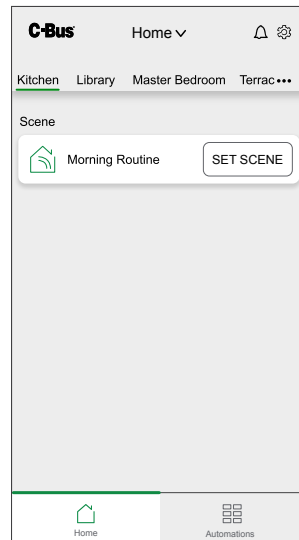 C-Bus Home
Kitchen Library Master Bedroom Terrac•••
Scene
Morning Routine SET SCENE
Home Automations